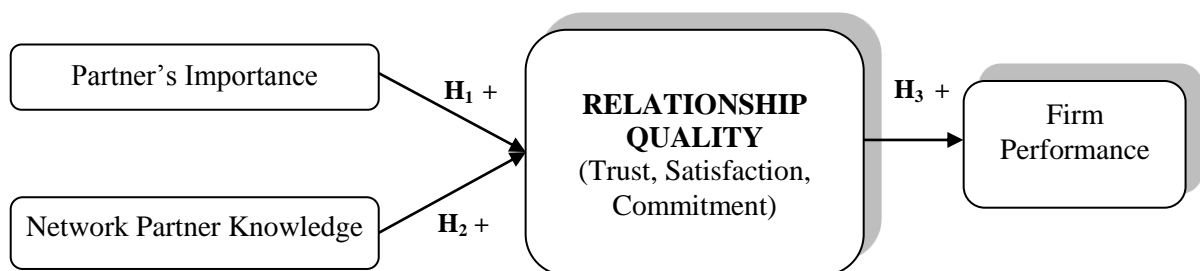 Partner’s Importance
H1 +
Network Partner Knowledge
H2 +
RELATIONSHIP
QUALITY
(Trust, Satisfaction,
Commitment)
H3 +
Firm
Performance